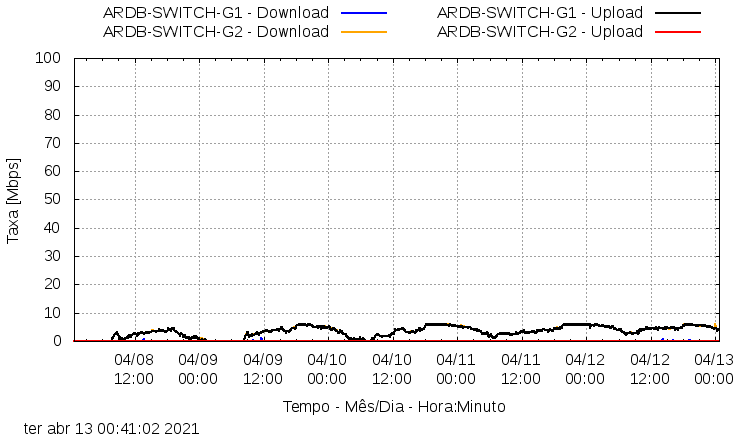 ARDB-SWITCH-G1 - Download ARDB-SWITCH-G1 - Upload
ARDB-SWITCH-G2 - Download ARDB-SWITCH-G2 - Upload
100
90
80
70
60
50
40
30
20
10
0
Taxa [Mbps]
04/08 04/09 04/09 04/10 04/10 04/11 04/11 04/12 04/12 04/13
12:00 00:00 12:00 00:00 12:00 00:00 12:00 00:00 12:00 00:00
Tempo - Mês/Dia - Hora:Minuto
ter abr 13 00:41:02 2021